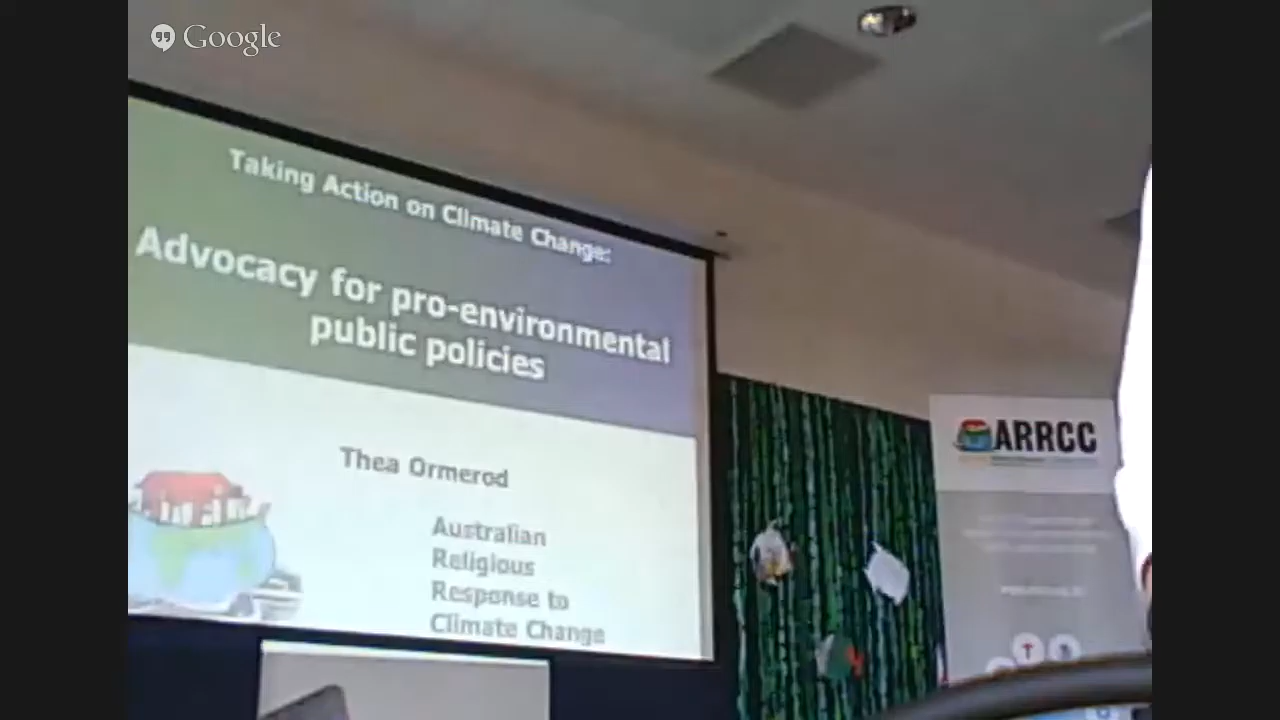 Google
Taking Action on Climate Change:
Advocacy for pro-environmental
public policies
Thea Ormerod
Australian
Religious
Response to
Climate Change
ARRCC